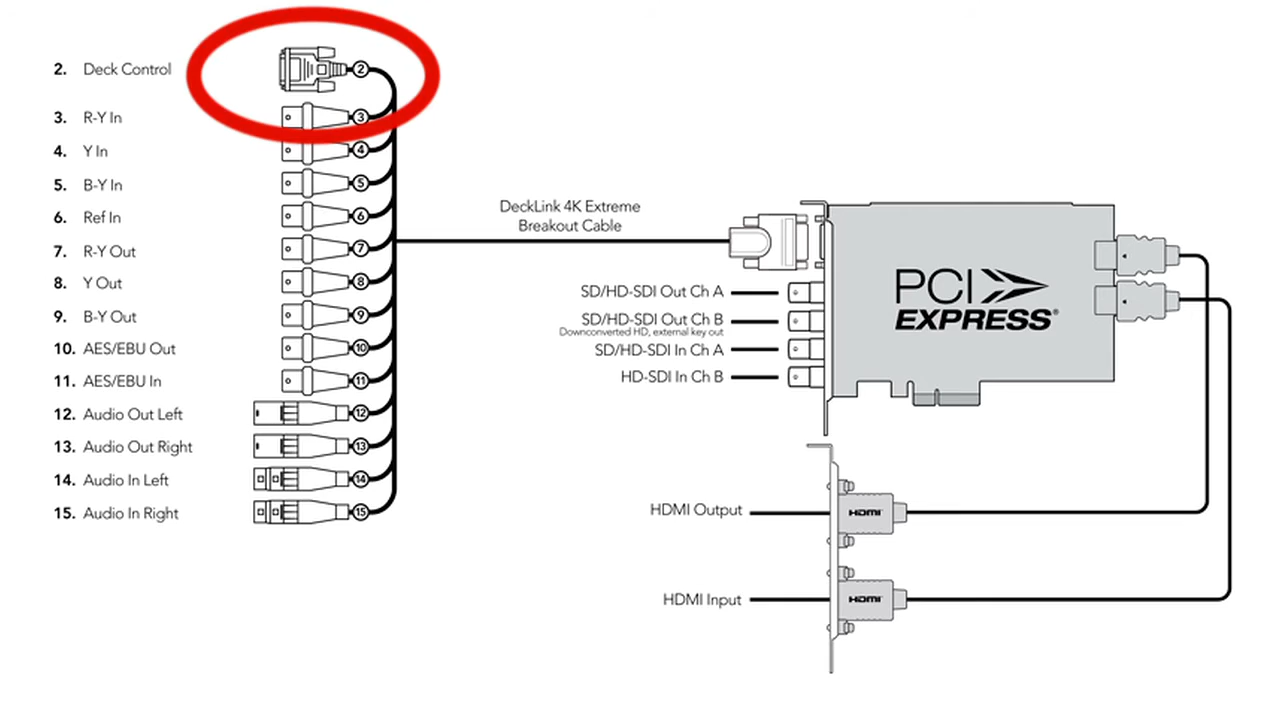 2. Deck Control
3. R-Y In
4. Y In
5. B-Y In
6. Ref In
7. R-Y Out
8. Y Out
9. B-Y Out
10. AES/EBU Out
11. AES/EBU In
12. Audio Out Left
13. Audio Out Right
14. Audio In Left
15. Audio In Right
2
3
4
5
6
7
8
9
10
11
12
13
14
15
DeckLink 4K Extreme
Breakout Cable
SD/HD-SDI Out Ch A
SD/HD-SDI Out Ch B
Downconverted HD, external key out
SD/HD-SDI In Ch A
HD-SDI In Ch B
PCI
EXPRESS®
HDMI Output
HDMI
HDMI Input
HDMI